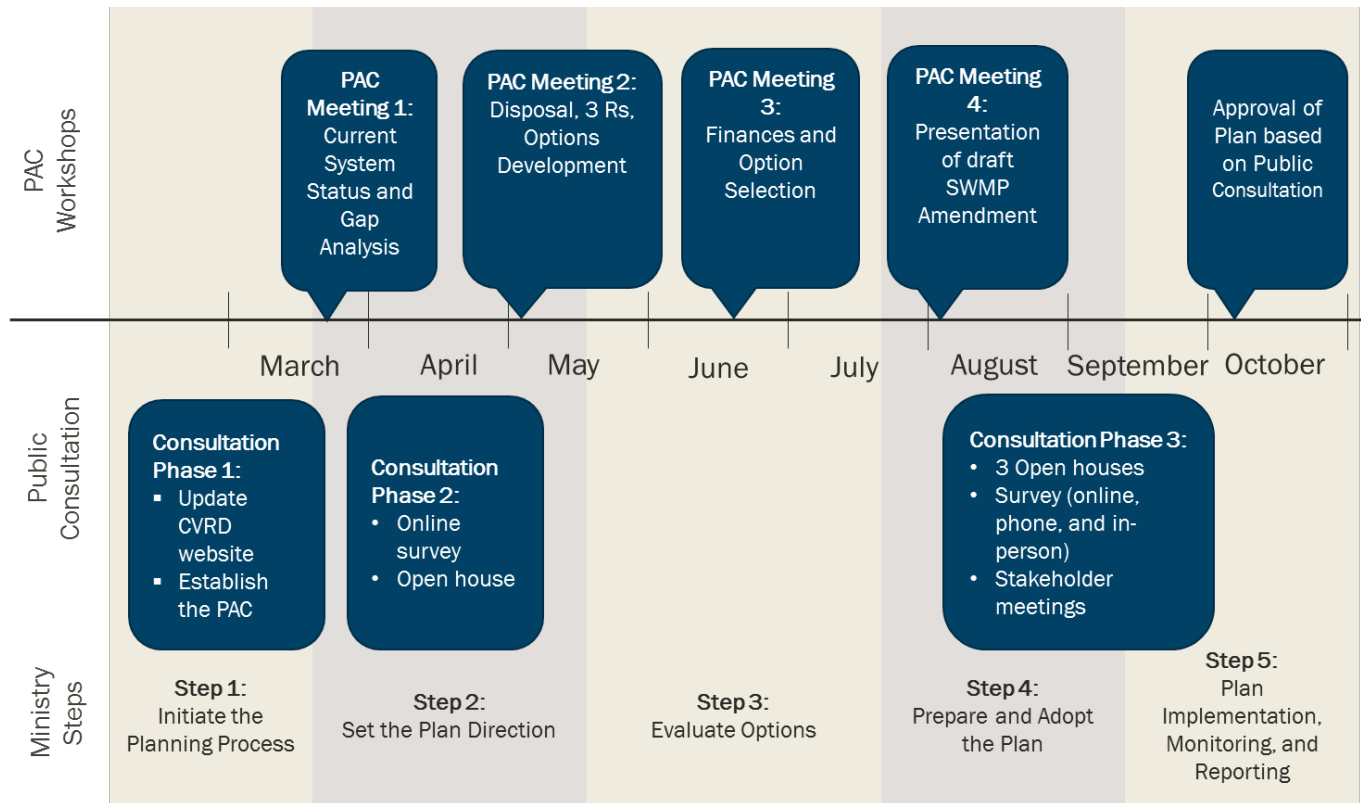 PAC
Workshops
PAC
Meeting 1:
Current
System
Status and
Gap
Analysis
PAC Meeting 2:
Disposal, 3 Rs,
Options
Development
PAC Meeting
3:
Finances and
Option
Selection
PAC Meeting
4:
Presentation
of draft
SWMP
Amendment
Approval of
Plan based
on Public
Consultation
March
April
May
June
July
August
September
October
Public
Consultation
Consultation
Phase 1:
▪ Update
CVRD
website
▪ Establish
the PAC
Consultation
Phase 2:
• Online
survey
• Open house
Consultation Phase 3:
• 3 Open houses
• Survey (online,
phone, and in-
person)
• Stakeholder
meetings
Ministry
Steps
Step 1:
Initiate the
Planning Process
Step 2:
Set the Plan Direction
Step 3:
Evaluate Options
Step 4:
Prepare and Adopt
the Plan
Step 5:
Plan
Implementation,
Monitoring, and
Reporting